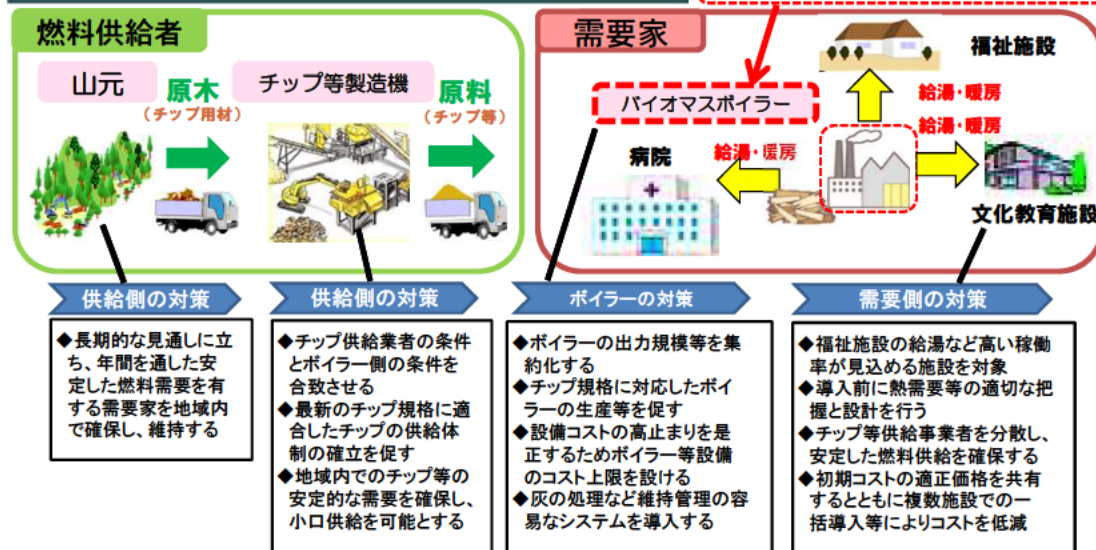 燃料供給者
山元
原木
(チップ用材)
チップ等製造機
原料
(チップ等)
需要家
バイオマスボイラー
福祉施設
給湯・暖房
給湯・暖房
病院
給湯・暖房
文化教育施設
供給側の対策
◆長期的な見通しに立
ち、年間を通した安
定した燃料需要を有
する需要家を地域内
で確保し、維持する
供給側の対策
◆チップ供給業者の条件
とボイラー側の条件を
合致させる
◆最新のチップ規格に適
合したチップの供給体
制の確立を促す
◆地域内でのチップ等の
安定的な需要を確保し、
小口供給を可能とする
ボイラーの対策
◆ボイラーの出力規模等を集
約化する
◆チップ規格に対応したボイ
ラーの生産等を促す
◆設備コストの高止まりを是
正するためボイラー等設備
のコスト上限を設ける
◆灰の処理など維持管理の容
易なシステムを導入する
需要側の対策
◆福祉施設の給湯など高い稼働
率が見込める施設を対象
◆導入前に熱需要等の適切な把
握と設計を行う
◆チップ等供給事業者を分散し、
安定した燃料供給を確保する
◆初期コストの適正価格を共有
するとともに複数施設での一
括導入等によりコストを低減